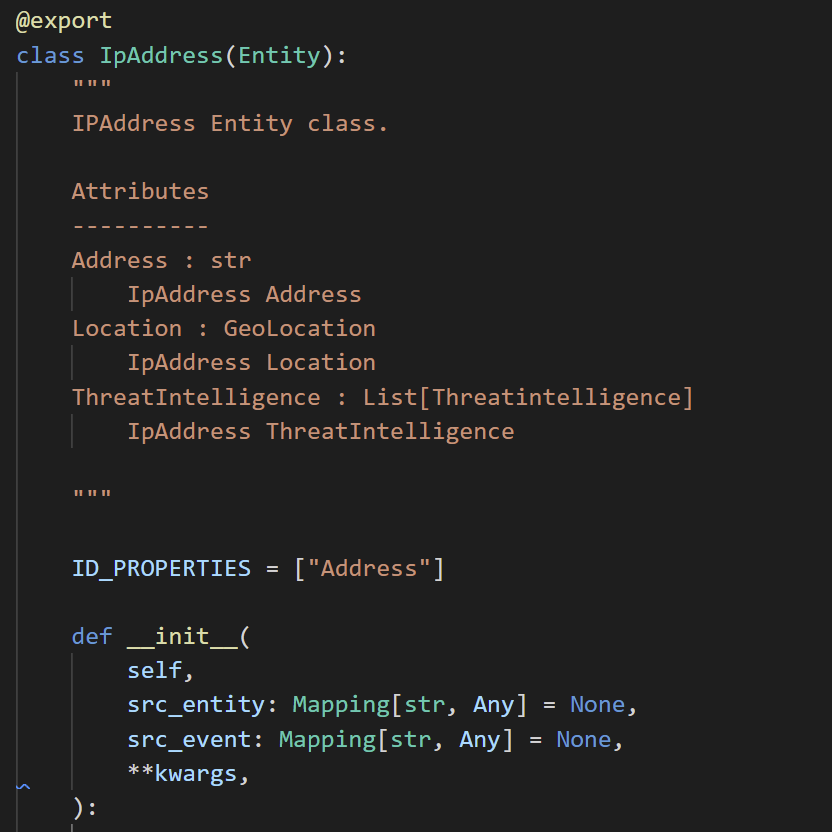 @export
class IpAddress(Entity):
    """
    IPAddress Entity class.

    Attributes
    ----------
    Address : str
        IpAddress Address
    Location : GeoLocation
        IpAddress Location
    ThreatIntelligence : List[Threatintelligence]
        IpAddress ThreatIntelligence

    """

    ID_PROPERTIES = ["Address"]

    def __init__(
        self,
        src_entity: Mapping[str, Any] = None,
        src_event: Mapping[str, Any] = None,
        **kwargs,
    ):